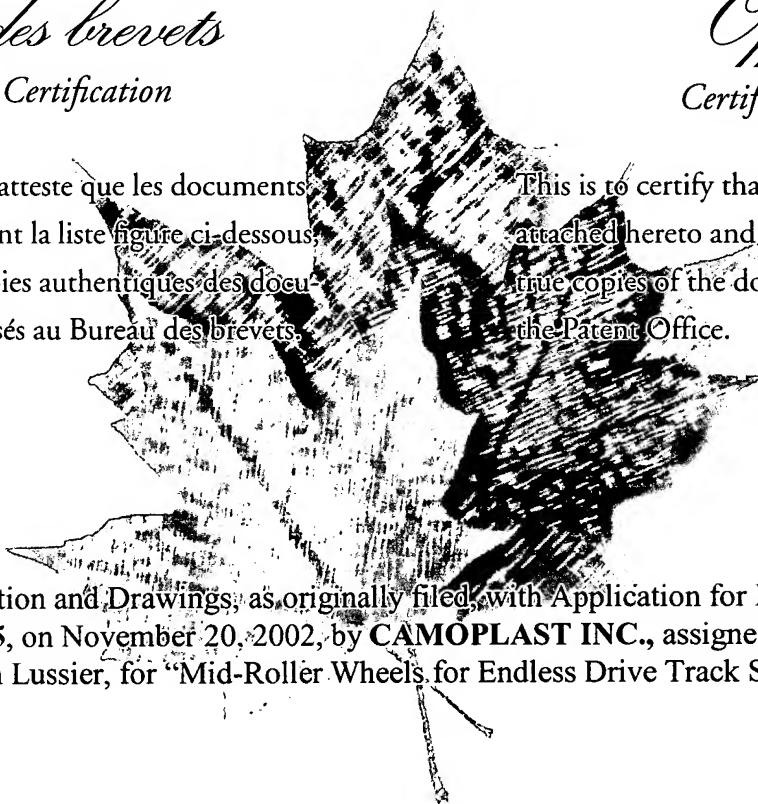 des brevets
Certification
atteste que les documents
nt la liste figure ci-dessous,
ies authentiques des docu-
sés au Bureau des brevets.
Certif
This is to certify tha
attached hereto and
true copies of the do
the Patent Office.
tion and Drawings, as originally filed, with Application for
5, on November 20, 2002, by CAMOPLAST INC., assigne
n Lussier, for “Mid-Roller Wheels for Endless Drive Track S